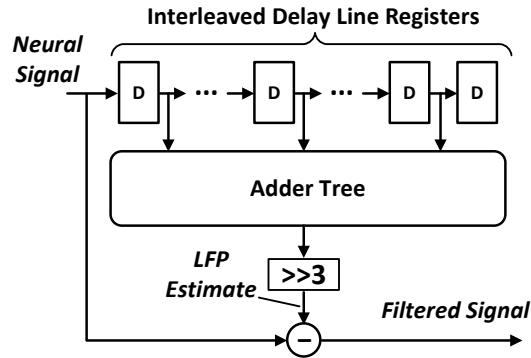 Interleaved Delay Line Registers
Neural
Signal
D ... D ... D D
Adder Tree
>>3
LFP
Estimate
−
Filtered Signal